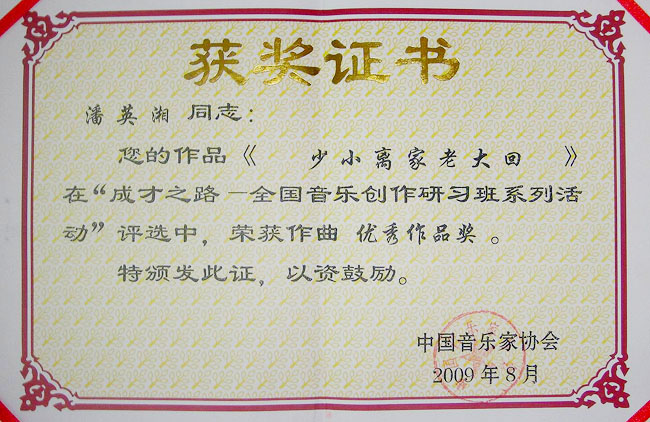 获奖证书
潘英湘 同志：
您的作品《 少小离家老大回 》
在“成才之路—全国音乐创作研习班系列活
动”评选中，荣获作曲 优秀作品奖 。
特颁发此证，以资鼓励。
中国音乐家协会
2009年8月